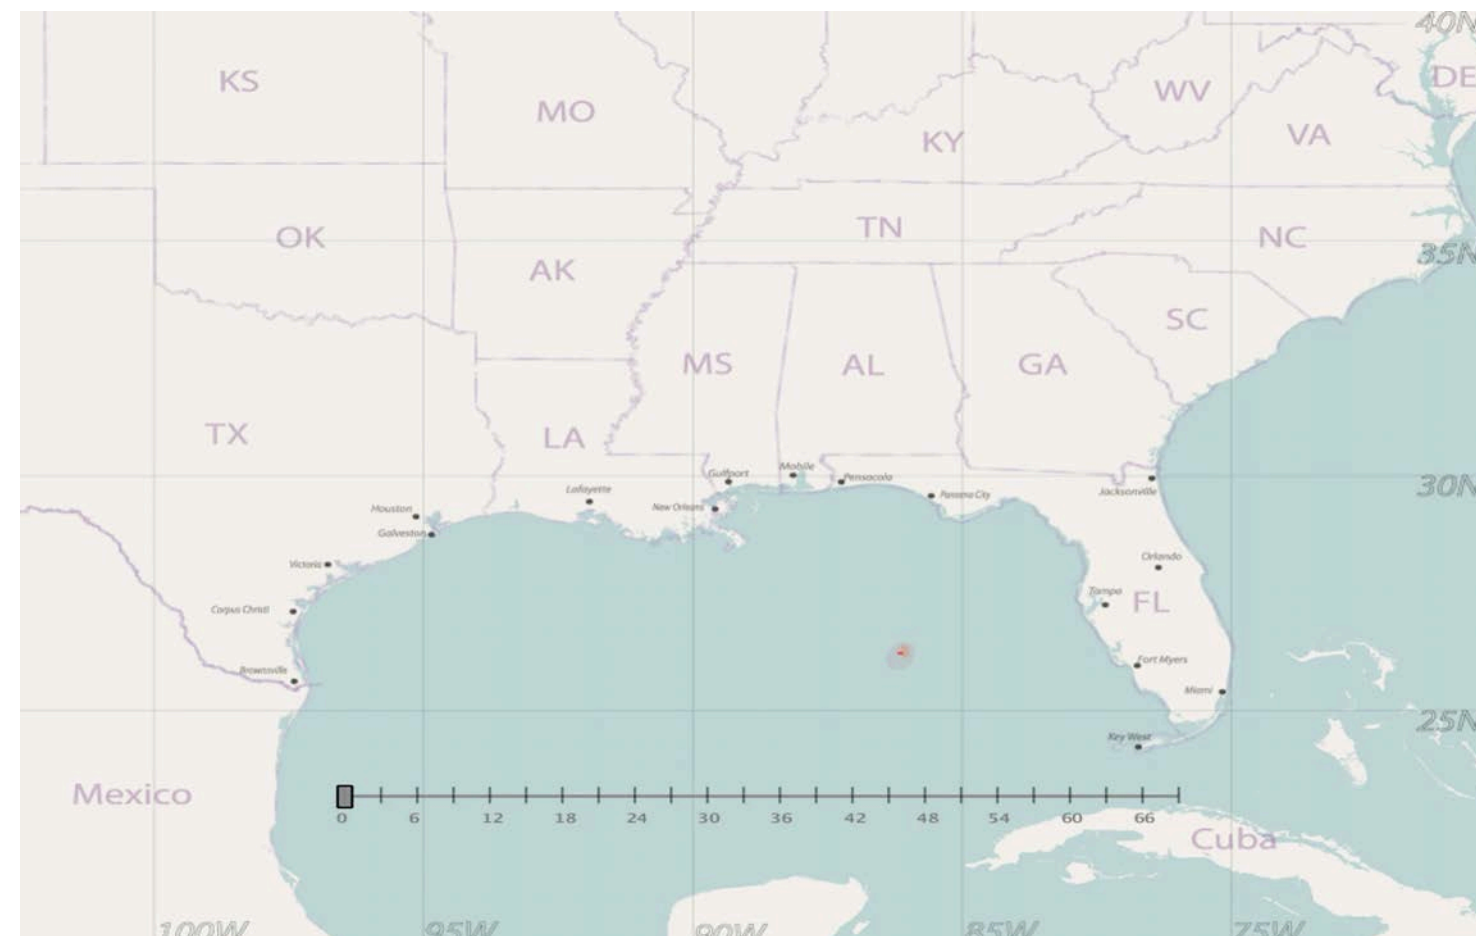 40N
KS
DE
WV
MO
VA
KY
TN
OK
NC
35N
AK
SC
MS
AL
GA
TX
LA
Mobile
Gulfport
Pensacola
30N
Lafayette
Panama City
Jacksonville
Houston
New Orleans
Galveston
Orlando
Victoria
Tampa
FL
Corpus Christi
Fort Myers
Brownsville
Miami
25N
Key West
Mexico
0 6 12 18 24 30 36 42 48 54 60 66
Cuba
100W 95W 90W 85W 75W